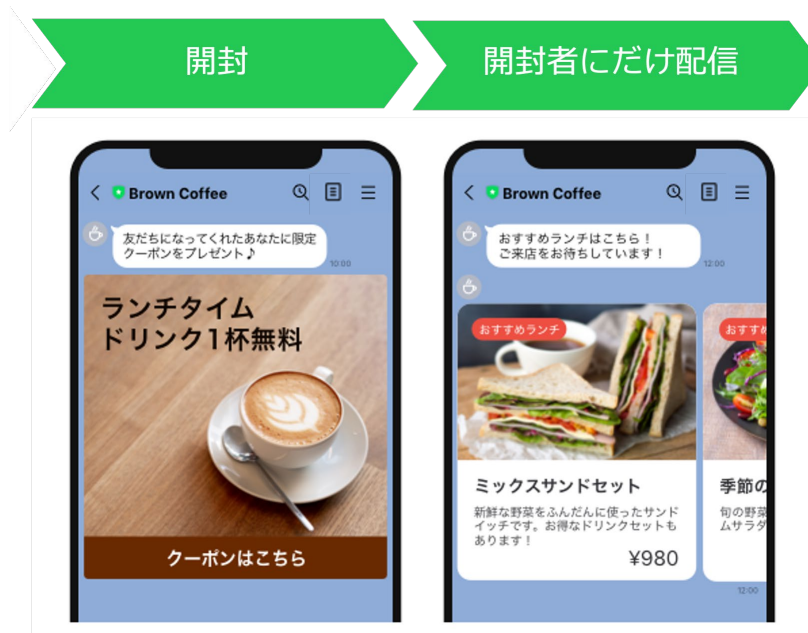 開封
開封者にだけ配信
Brown Coffee
友だちになってくれたあなたに限定
クーポンをプレゼント♪
10:00
ランチタイム
ドリンク1杯無料
クーポンはこちら
Brown Coffee
おすすめランチはこちら！
ご来店をお待ちしています！
12:00
おすすめランチ
ミックスサンドセット
新鮮な野菜をふんだんに使ったサンド
イッチです。お得なドリンクセットも
あります！
¥980
おすすめ
季節の
旬の野菜
ムサラダ
12:00